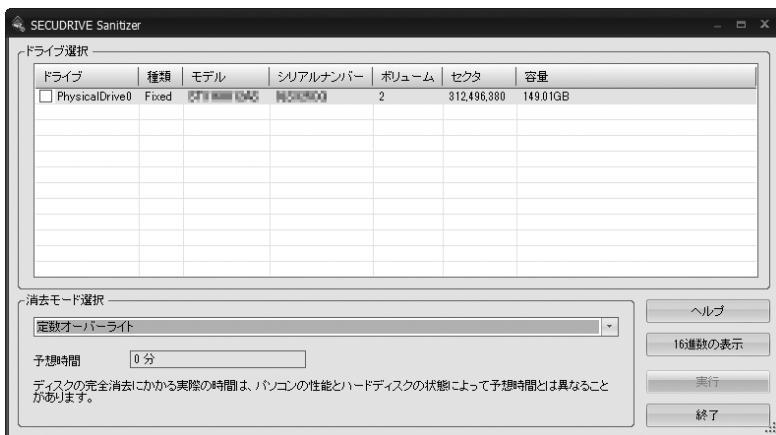 SECUDRIVE Sanitizer
ドライブ選択
ドライブ 種類 モデル シリアルナンバー ボリューム セクタ 容量
PhysicalDrive0 Fixed 2 312,496,380 149.01GB
消去モード選択
定数オーバーライト
予想時間 0 分
ディスクの完全消去にかかる実際の時間は、パソコンの性能とハードディスクの状態によって予想時間とは異なること
があります。
ヘルプ
16進数の表示
実行
終了